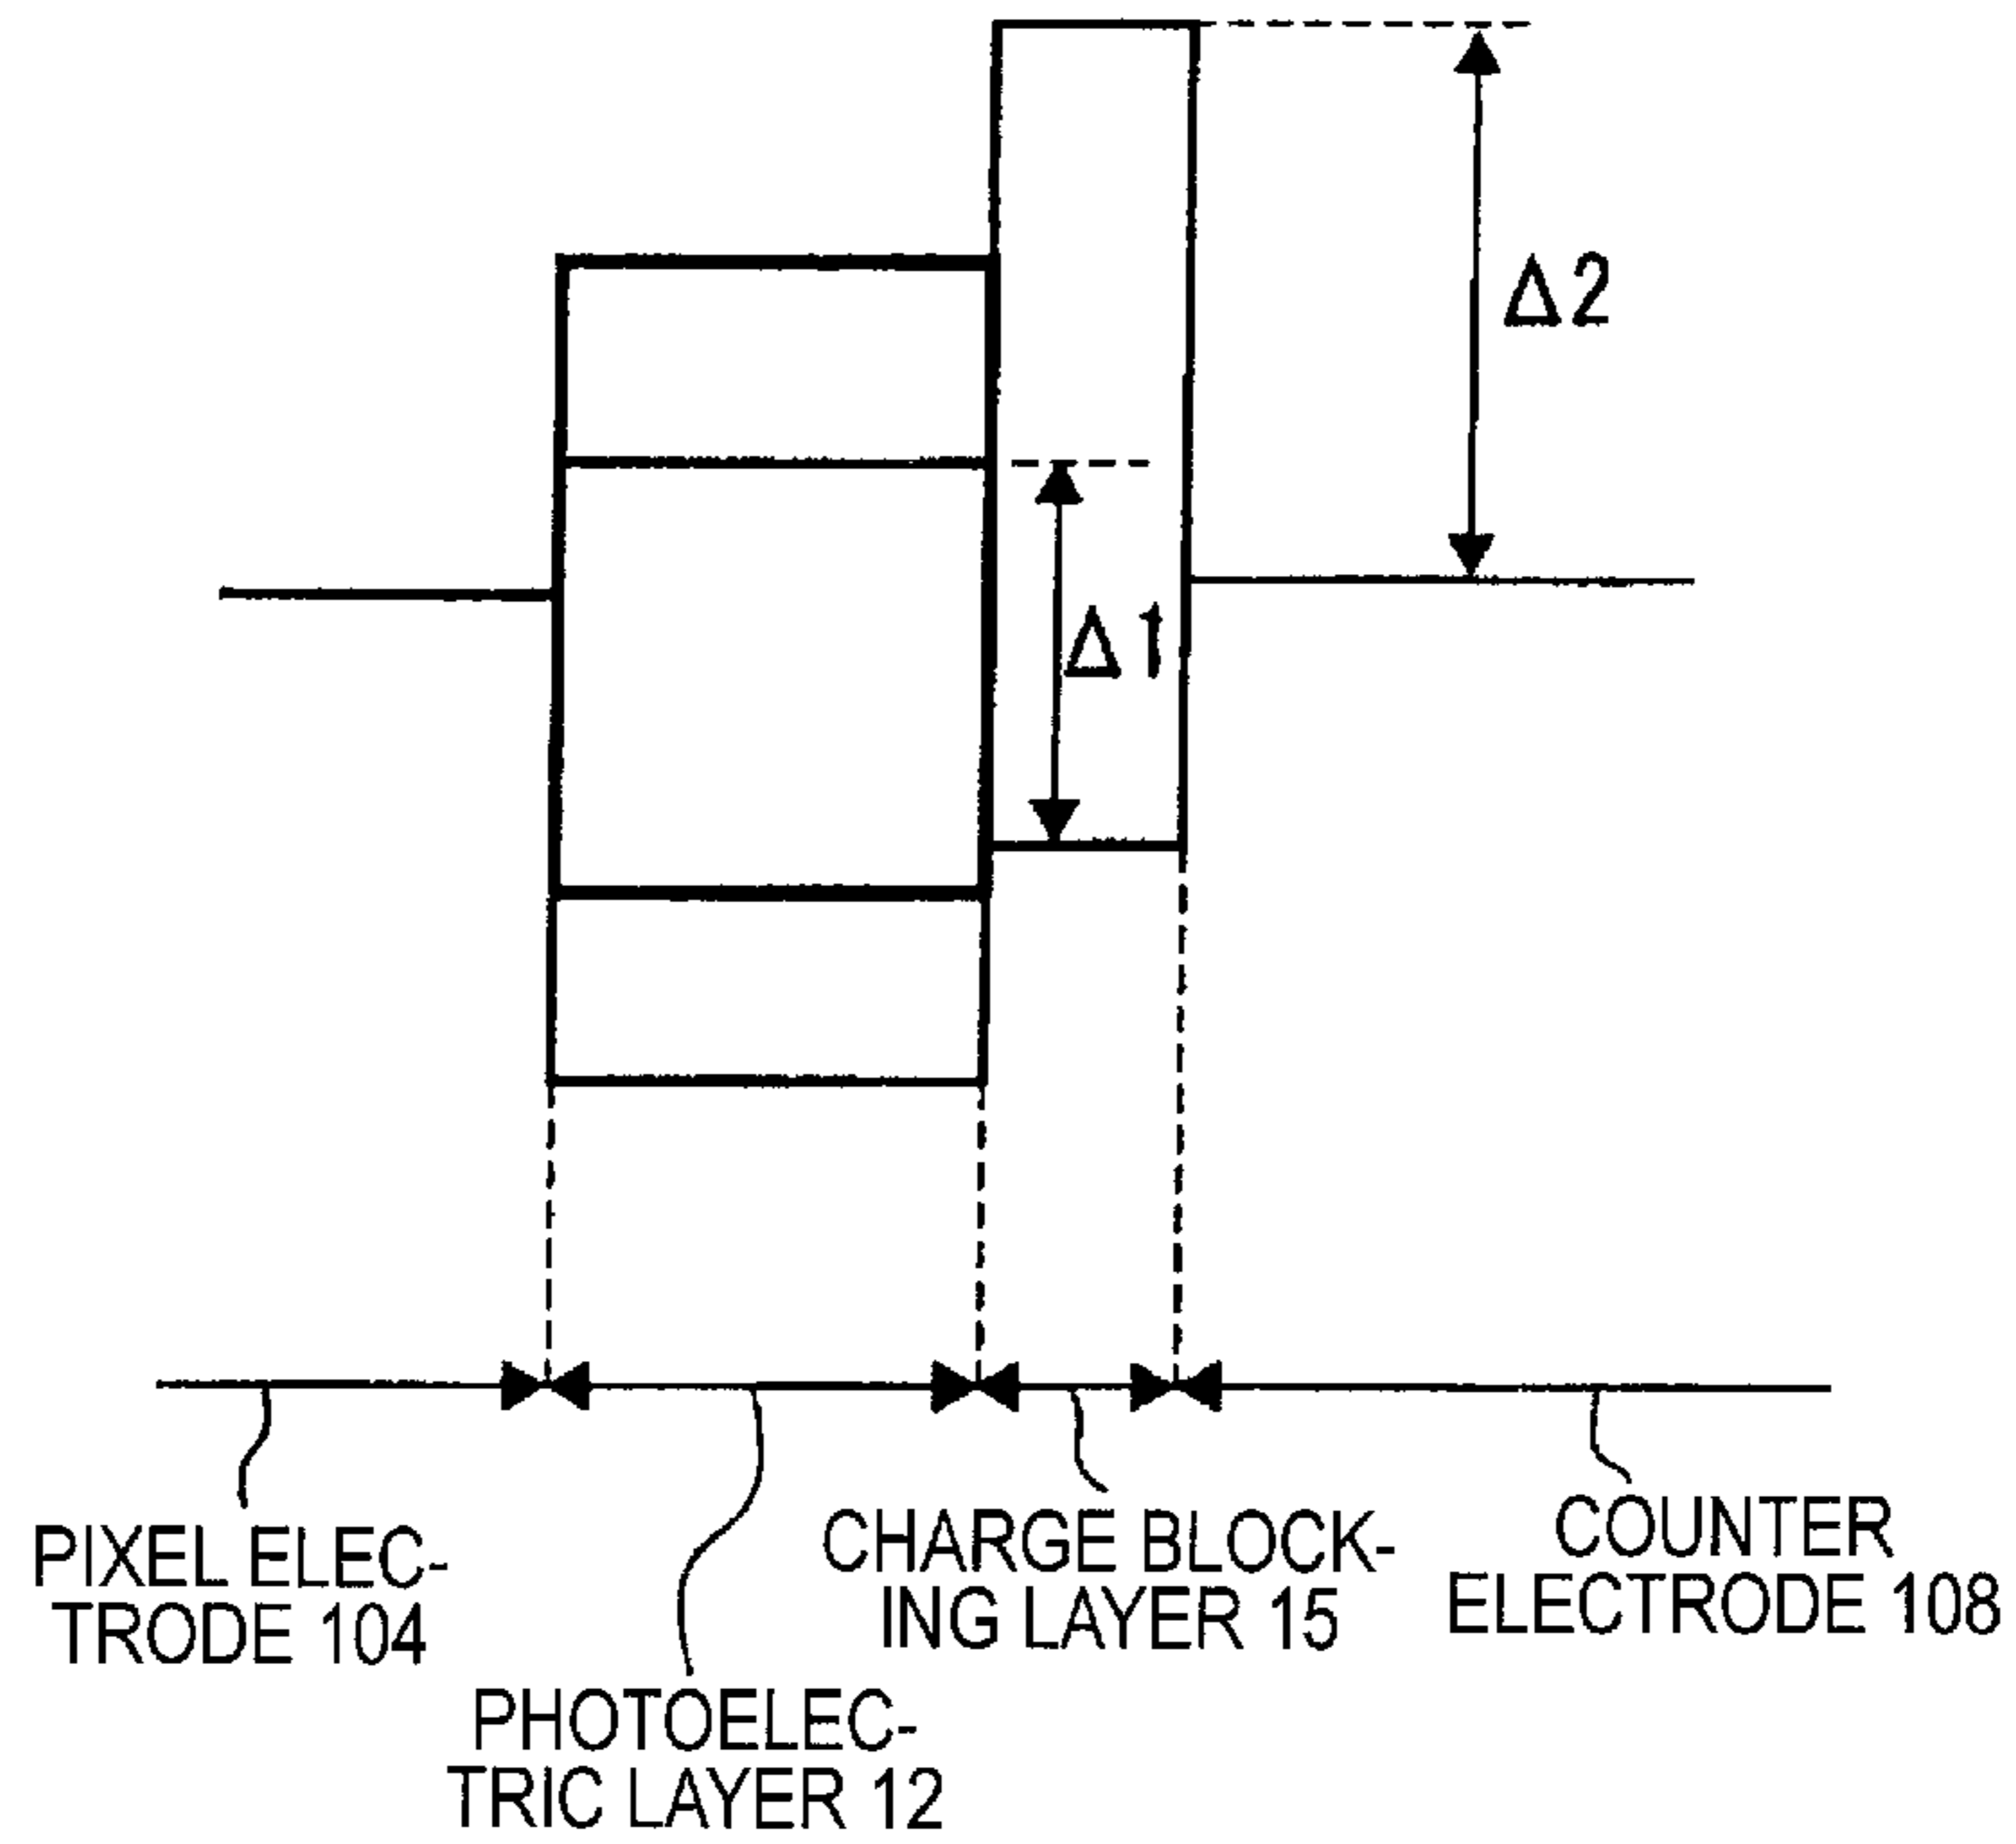 Δ2
Δ1
PIXEL ELEC-
TRODE 104
PHOTOELEC-
TRIC LAYER 12
CHARGE BLOCK-
ING LAYER 15
COUNTER
ELECTRODE 108